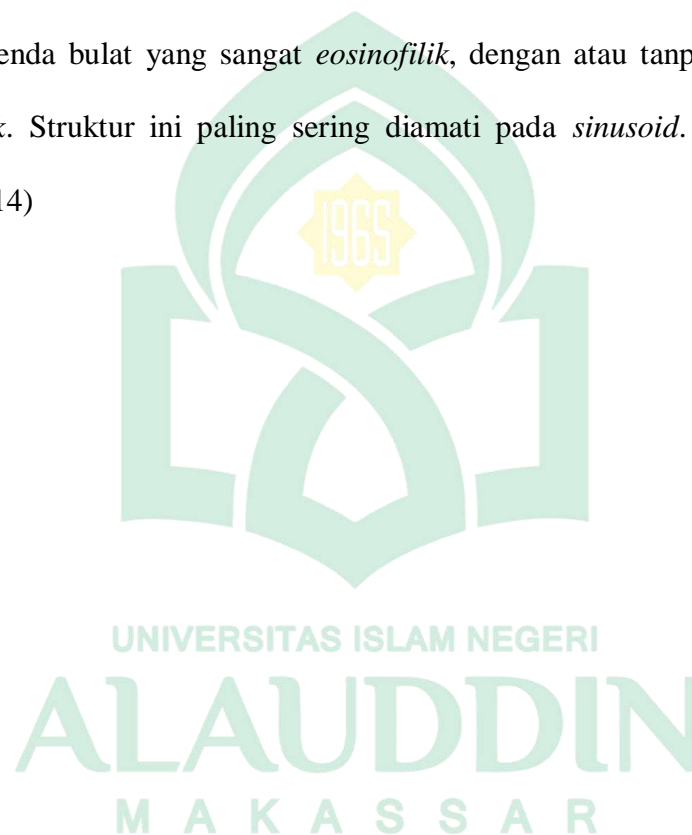 enda bulat yang sangat eosinofilik, dengan atau tanp
k. Struktur ini paling sering diamati pada sinusoid.
14)
1965
UNIVERSITAS ISLAM NEGERI
ALAUDDIN
MAKASSAR